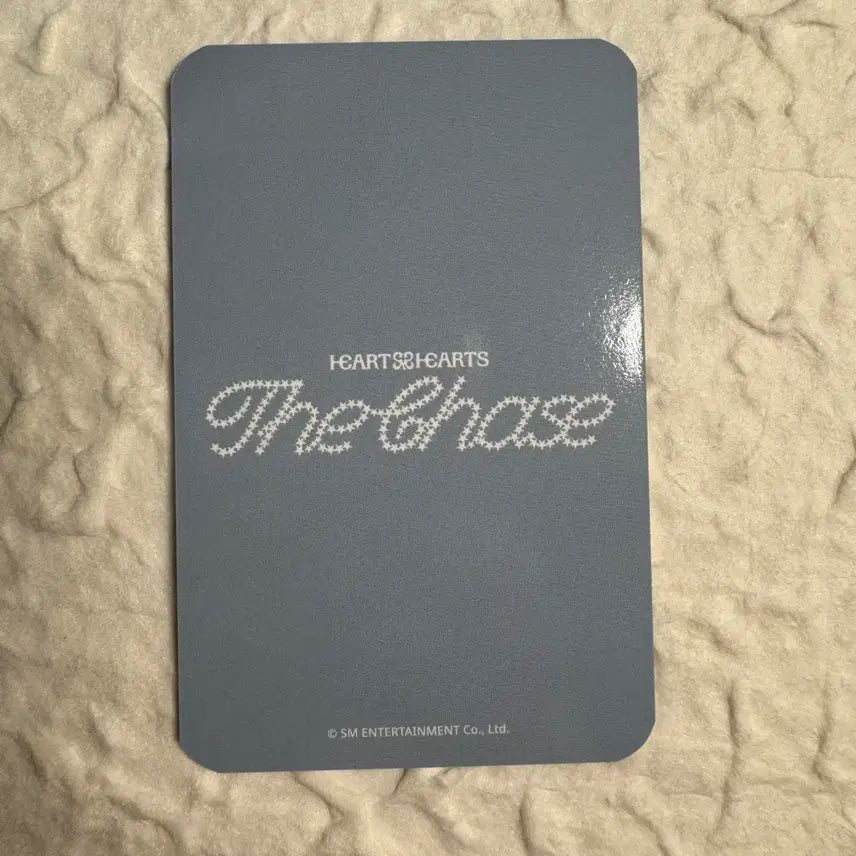 HEARTS2HEARTS
The Chase
© SM ENTERTAINMENT Co., Ltd.